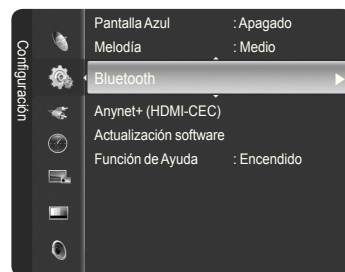 Configuración
Pantalla Azul : Apagado
Melodía : Medio
Bluetooth
Anynet+ (HDMI-CEC)
Actualización software
Función de Ayuda : Encendido